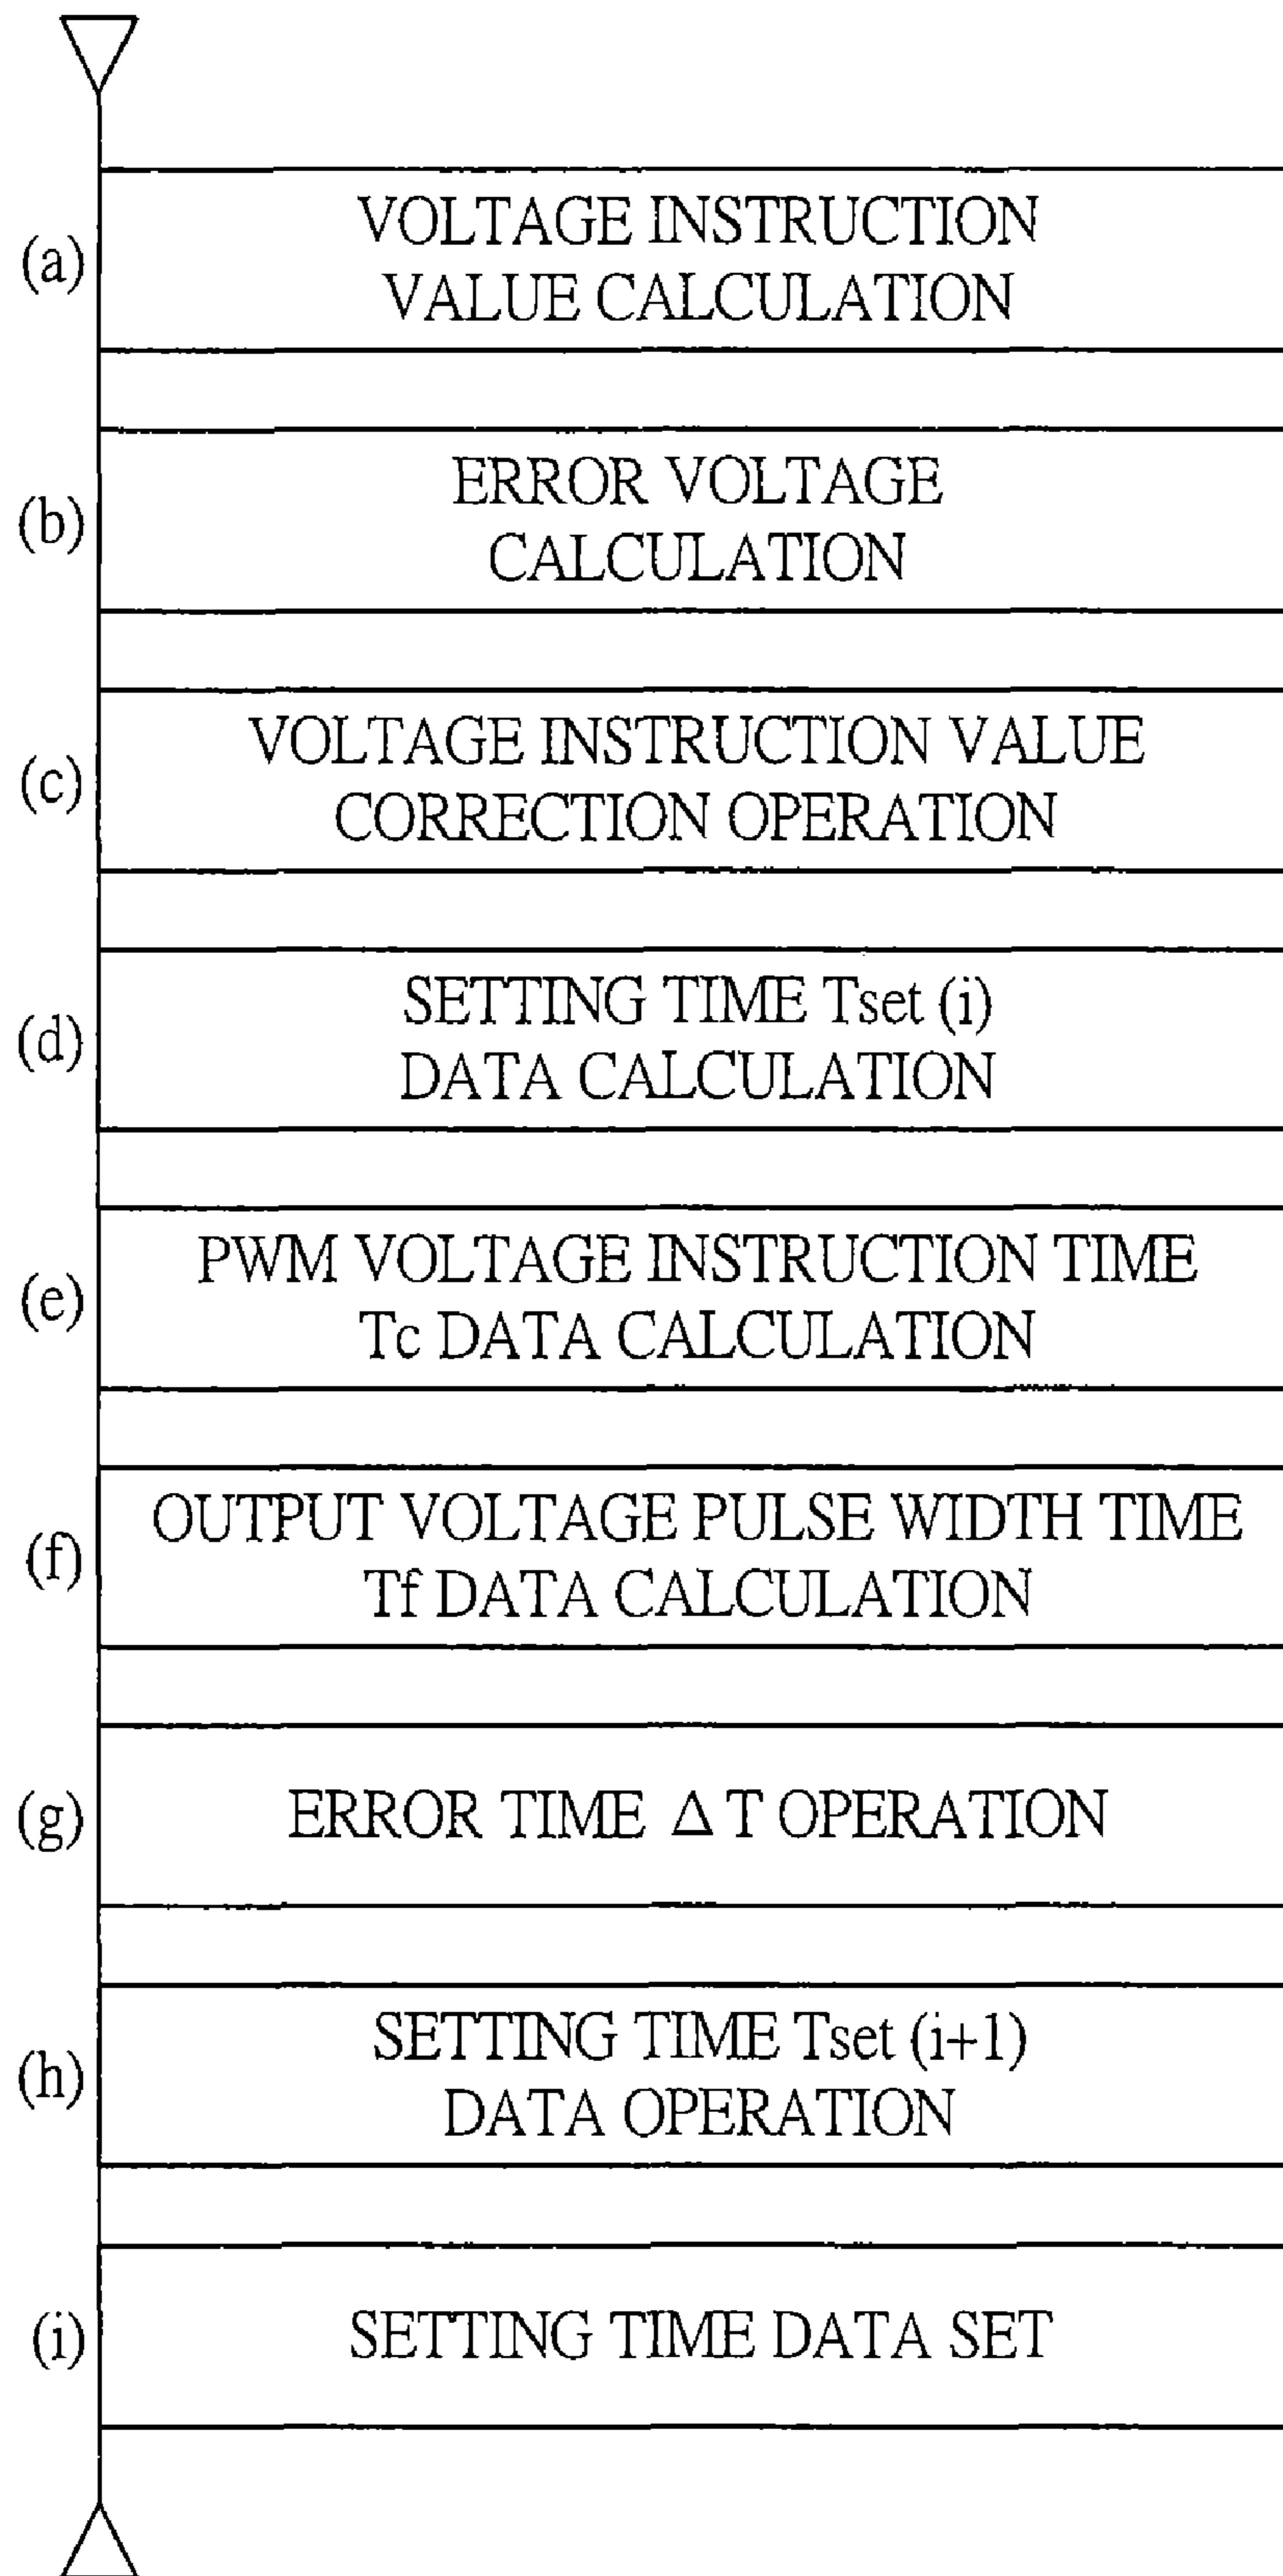 (a)
VOLTAGE INSTRUCTION
VALUE CALCULATION
(b)
ERROR VOLTAGE
CALCULATION
(c)
VOLTAGE INSTRUCTION VALUE
CORRECTION OPERATION
(d)
SETTING TIME Tset (i)
DATA CALCULATION
(e)
PWM VOLTAGE INSTRUCTION TIME
Tc DATA CALCULATION
(f)
OUTPUT VOLTAGE PULSE WIDTH TIME
Tf DATA CALCULATION
(g)
ERROR TIME Δ T OPERATION
(h)
SETTING TIME Tset (i+1)
DATA OPERATION
(i)
SETTING TIME DATA SET